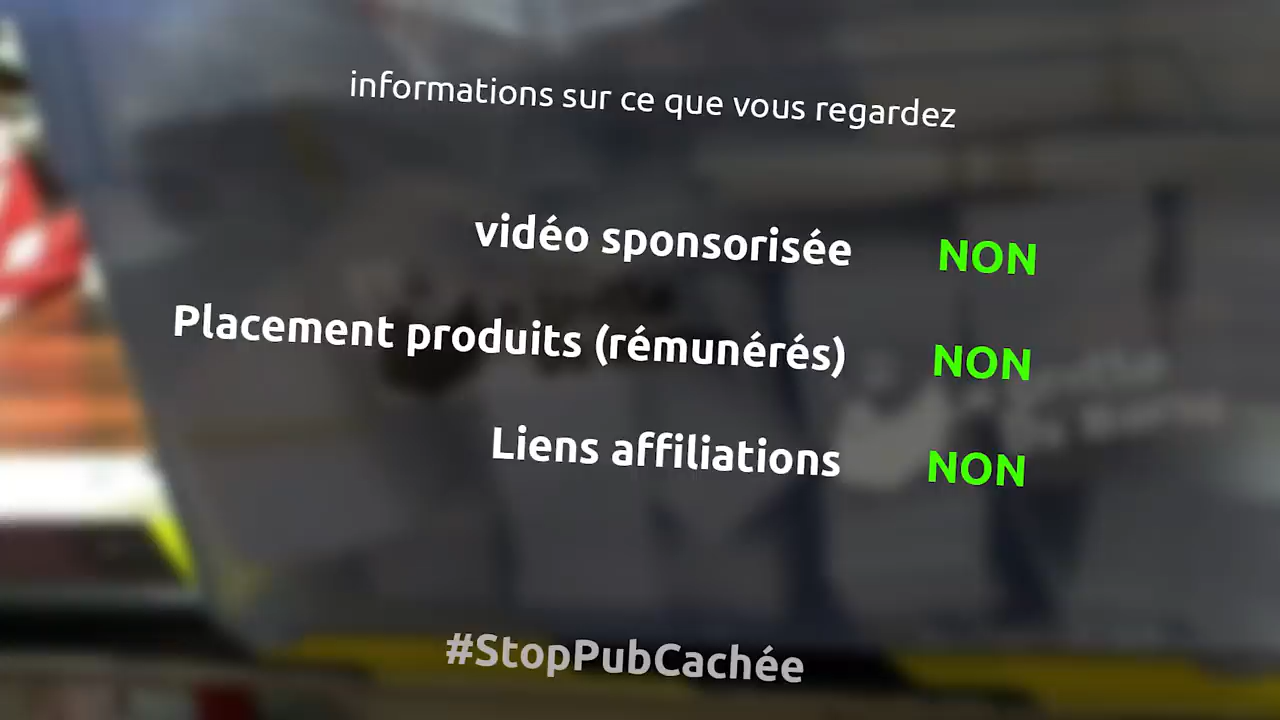 informations sur ce que vous regardez
vidéo sponsorisée NON
Placement produits (rémunérés) NON
Liens affiliations NON
#StopPubCachée